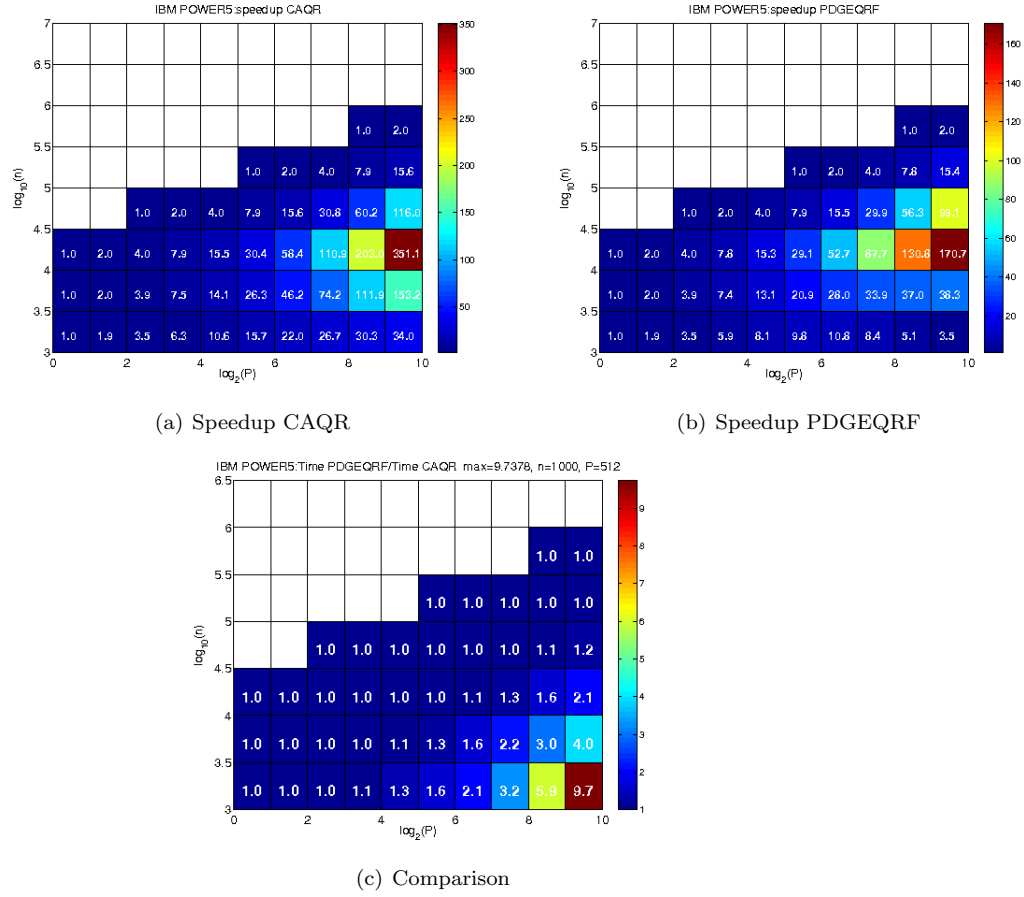 IBM POWER5:speedup CAQR
7
6.5
6
5.5
5
4.5
4
3.5
3
log10(n)
1.0 2.0
1.0 2.0 4.0 7.9 15.6
1.0 2.0 4.0 7.9 15.6 30.8 60.2 116.0
1.0 2.0 4.0 7.9 15.5 30.4 58.4 110.9 203.0 351.1
1.0 2.0 3.9 7.5 14.1 26.3 46.2 74.2 111.9 153.2
1.0 1.9 3.5 6.3 10.6 15.7 22.0 26.7 30.3 34.0
0 2 4 6 8 10
log2(P)
350
300
250
200
150
100
50
(a) Speedup CAQR
IBM POWER5:speedup PDGEQRF
7
6.5
6
5.5
5
4.5
4
3.5
3
log10(n)
1.0 2.0
1.0 2.0 4.0 7.8 15.4
1.0 2.0 4.0 7.9 15.5 29.9 56.3 99.1
1.0 2.0 4.0 7.8 15.3 29.1 52.7 87.7 130.8 170.7
1.0 2.0 3.9 7.4 13.1 20.9 28.0 33.9 37.0 38.3
1.0 1.9 3.5 5.9 8.1 9.8 10.8 8.4 5.1 3.5
0 2 4 6 8 10
log2(P)
160
140
120
100
80
60
40
20
(b) Speedup PDGEQRF
IBM POWER5:Time PDGEQRF/Time CAQR max=9.7378, n=1000, P=512
6.5
6
5.5
5
4.5
4
3.5
3
log10(n)
1.0 1.0
1.0 1.0 1.0 1.0 1.0
1.0 1.0 1.0 1.0 1.0 1.0 1.1 1.2
1.0 1.0 1.0 1.0 1.0 1.0 1.1 1.3 1.6 2.1
1.0 1.0 1.0 1.0 1.1 1.3 1.6 2.2 3.0 4.0
1.0 1.0 1.0 1.1 1.3 1.6 2.1 3.2 5.9 9.7
0 2 4 6 8 10
log2(P)
9
8
7
6
5
4
3
2
1
(c) Comparison